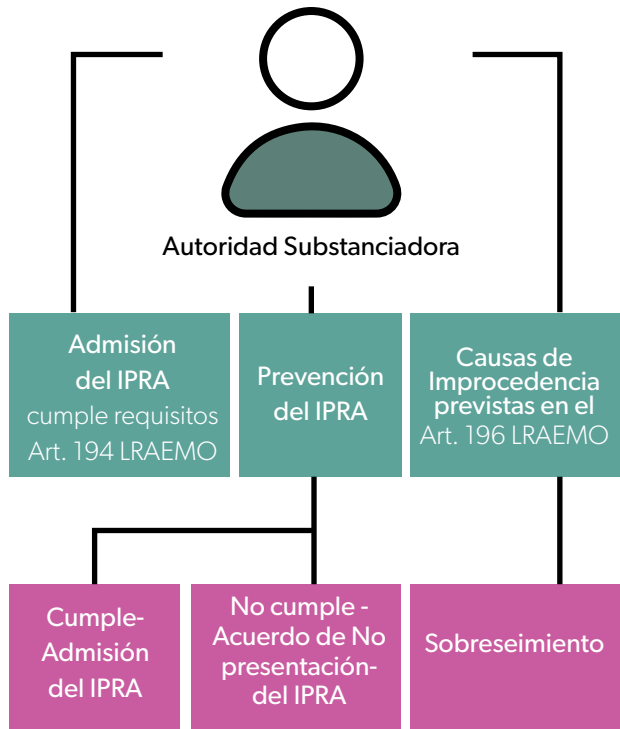 Autoridad Substanciadora
Admisión
del IPRA
cumple requisitos
Art. 194 LRAEMO
Prevención
del IPRA
Causas de
Improcedencia
previstas en el
Art. 196 LRAEMO
Cumple-
Admisión
del IPRA
No cumple -
Acuerdo de No
presentación-
del IPRA
Sobreseimiento